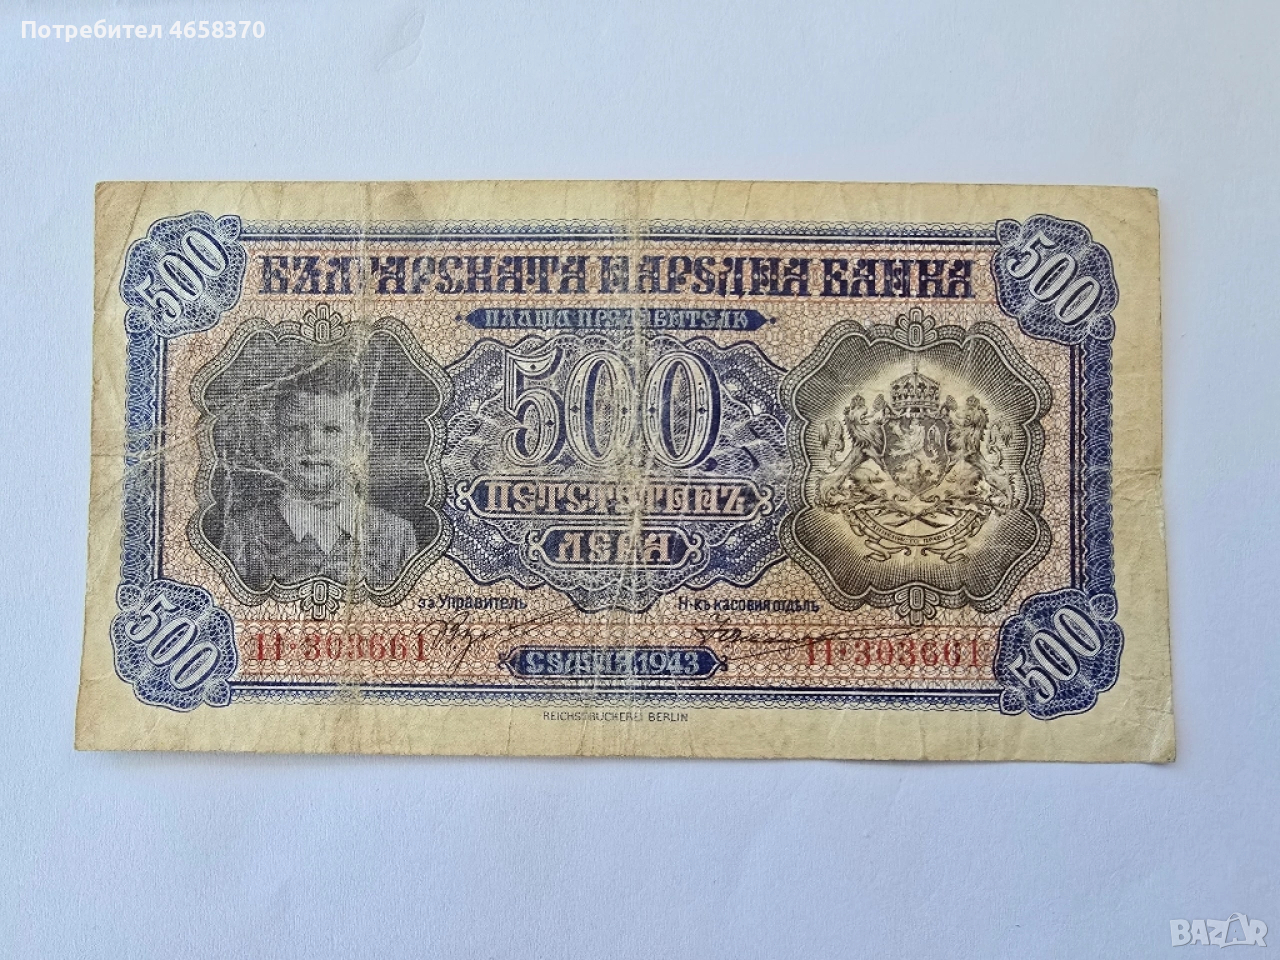 Потребител 4658370
500 500
БЪЛГАРСКАТА НАРОДНА БАНКА
ПЛАЩА ПРЕДЯВИТЕЛЮ
500
ПЕТСТОТИНЪ
ЛЕВА
за Управитель Н-къ касовия отдѣлъ
303661 303661
СОФИЯ 1943
500 500
REICHSDRUCKEREI BERLIN
BAZAR